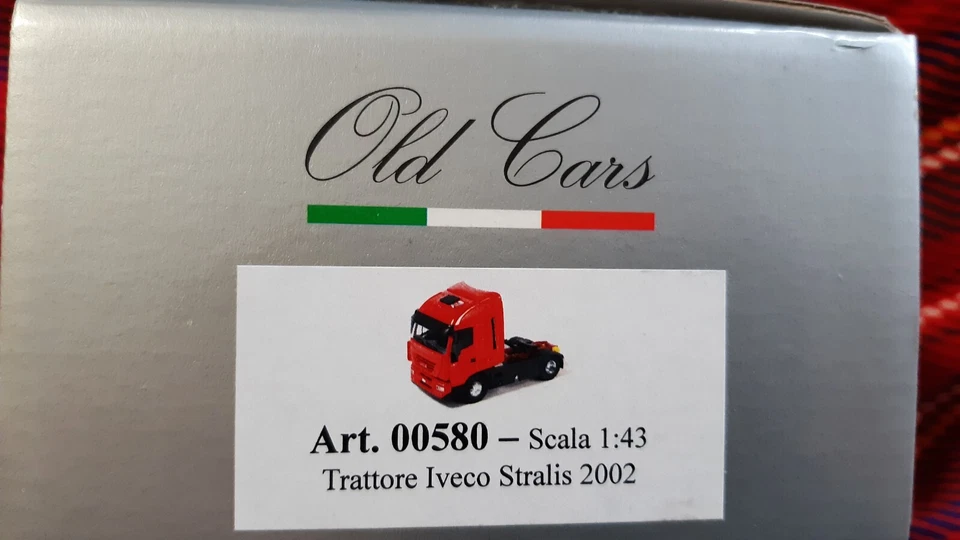 Old Cars
Art. 00580 – Scala 1:43
Trattore Iveco Stralis 2002